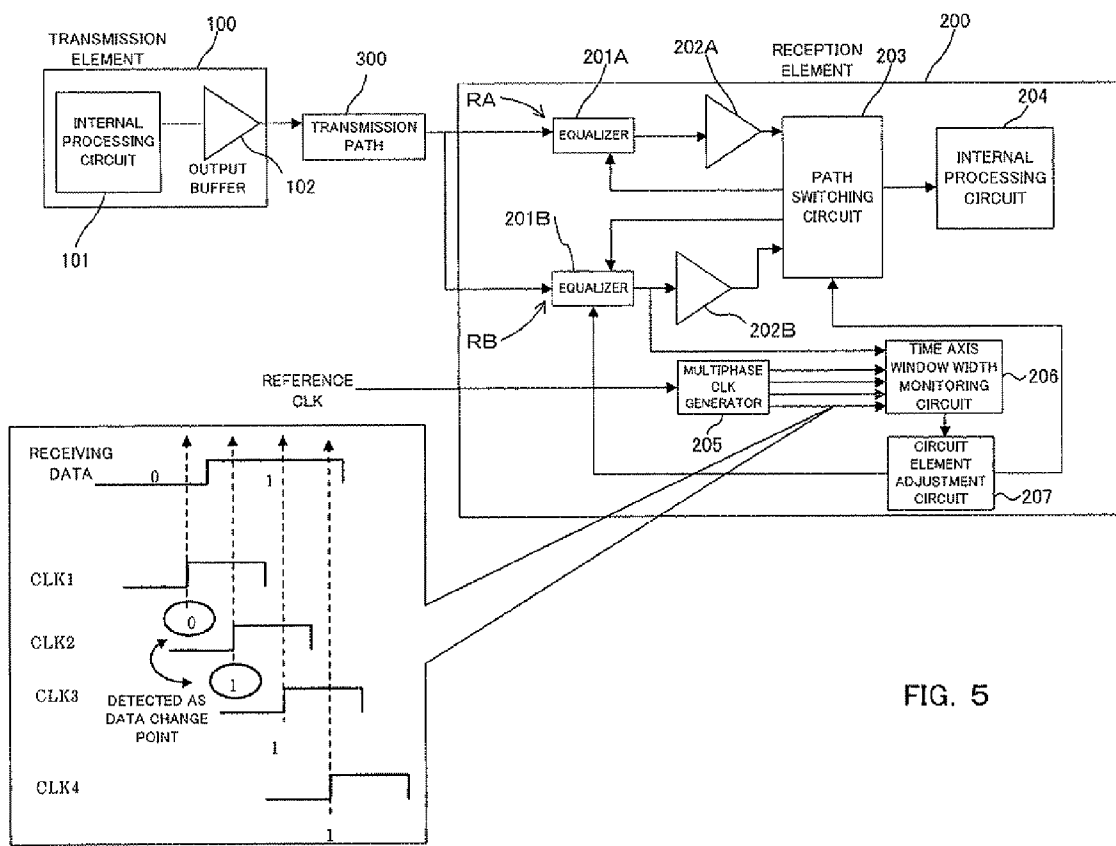 TRANSMISSION
ELEMENT
100
INTERNAL
PROCESSING
CIRCUIT
OUTPUT
BUFFER
102
101
300
TRANSMISSION
PATH
200
RECEPTION
ELEMENT
201A
202A
203
204
RA
EQUALIZER
PATH
SWITCHING
CIRCUIT
INTERNAL
PROCESSING
CIRCUIT
201B
EQUALIZER
RB
202B
REFERENCE
CLK
MULTIPHASE
CLK
GENERATOR
205
TIME AXIS
WINDOW WIDTH
MONITORING
CIRCUIT
206
CIRCUIT
ELEMENT
ADJUSTMENT
CIRCUIT
207
RECEIVING
DATA
0
1
CLK1
0
CLK2
1
DETECTED AS
DATA CHANGE
POINT
CLK3
1
CLK4
1
FIG. 5